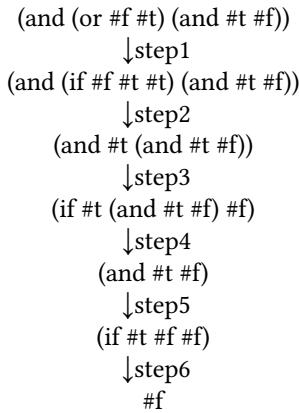 (and (or #f #t) (and #t #f))
↓step1
(and (if #f #t #t) (and #t #f))
↓step2
(and #t (and #t #f))
↓step3
(if #t (and #t #f) #f)
↓step4
(and #t #f)
↓step5
(if #t #f #f)
↓step6
#f